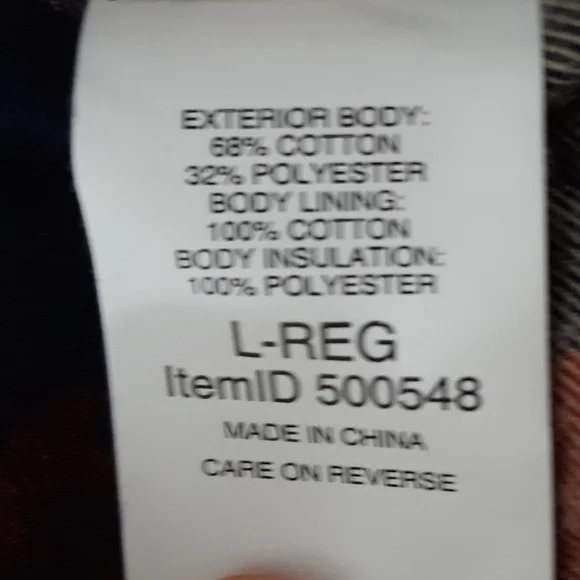 EXTERIOR BODY:
68% COTTON
32% POLYESTER
BODY LINING:
100% COTTON
BODY INSULATION:
100% POLYESTER
L-REG
ItemID 500548
MADE IN CHINA
CARE ON REVERSE